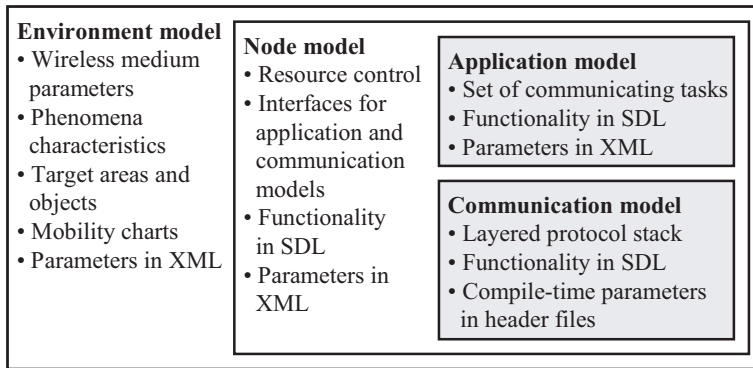 Environment model
• Wireless medium
parameters
• Phenomena
characteristics
• Target areas and
objects
• Mobility charts
• Parameters in XML
Node model
• Resource control
• Interfaces for
application and
communication
models
• Functionality
in SDL
• Parameters in
XML
Application model
• Set of communicating tasks
• Functionality in SDL
• Parameters in XML
Communication model
• Layered protocol stack
• Functionality in SDL
• Compile-time parameters
in header files